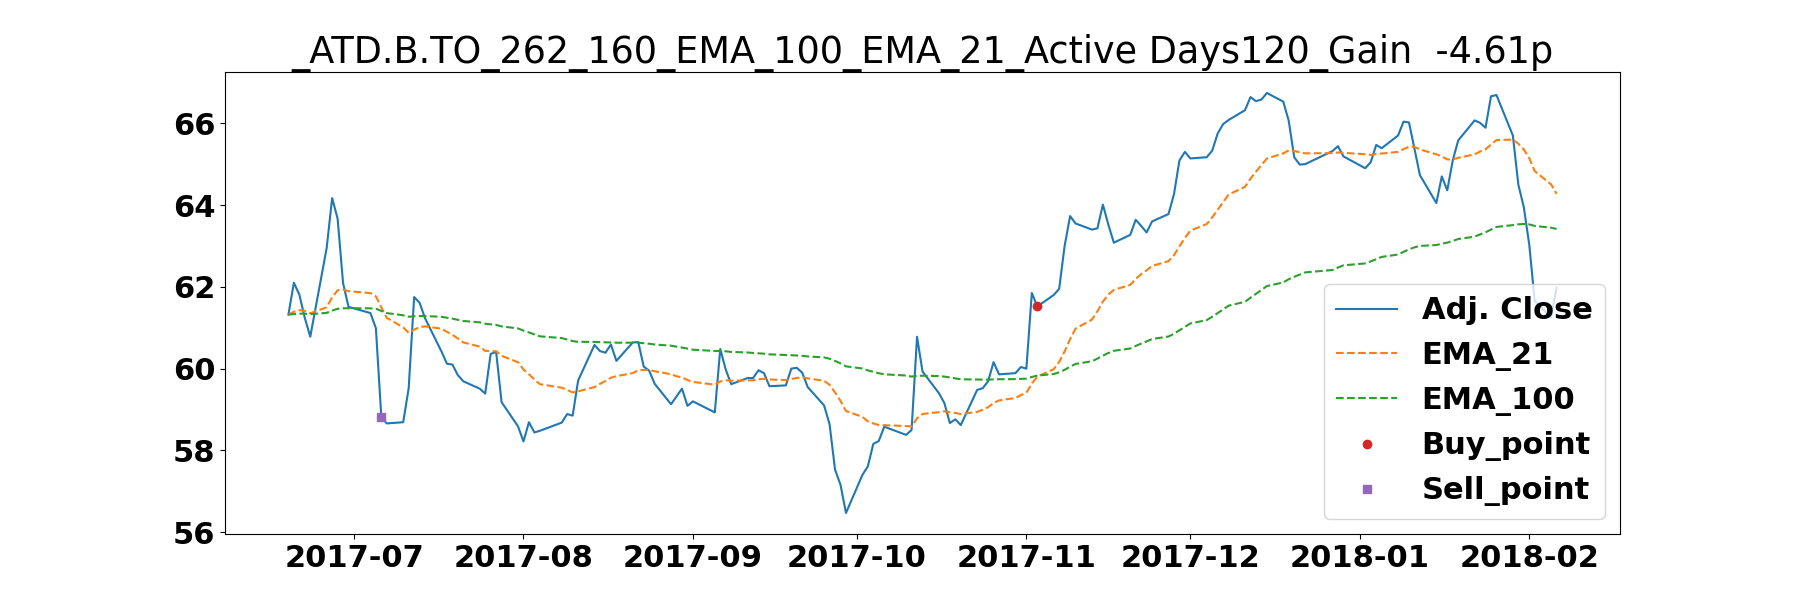 _ATD.B.TO_262_160_EMA_100_EMA_21_Active Days120_Gain  -4.61p
66
64
62
60
58
56
2017-07 2017-08 2017-09 2017-10 2017-11 2017-12 2018-01 2018-02
Adj. Close
EMA_21
EMA_100
Buy_point
Sell_point